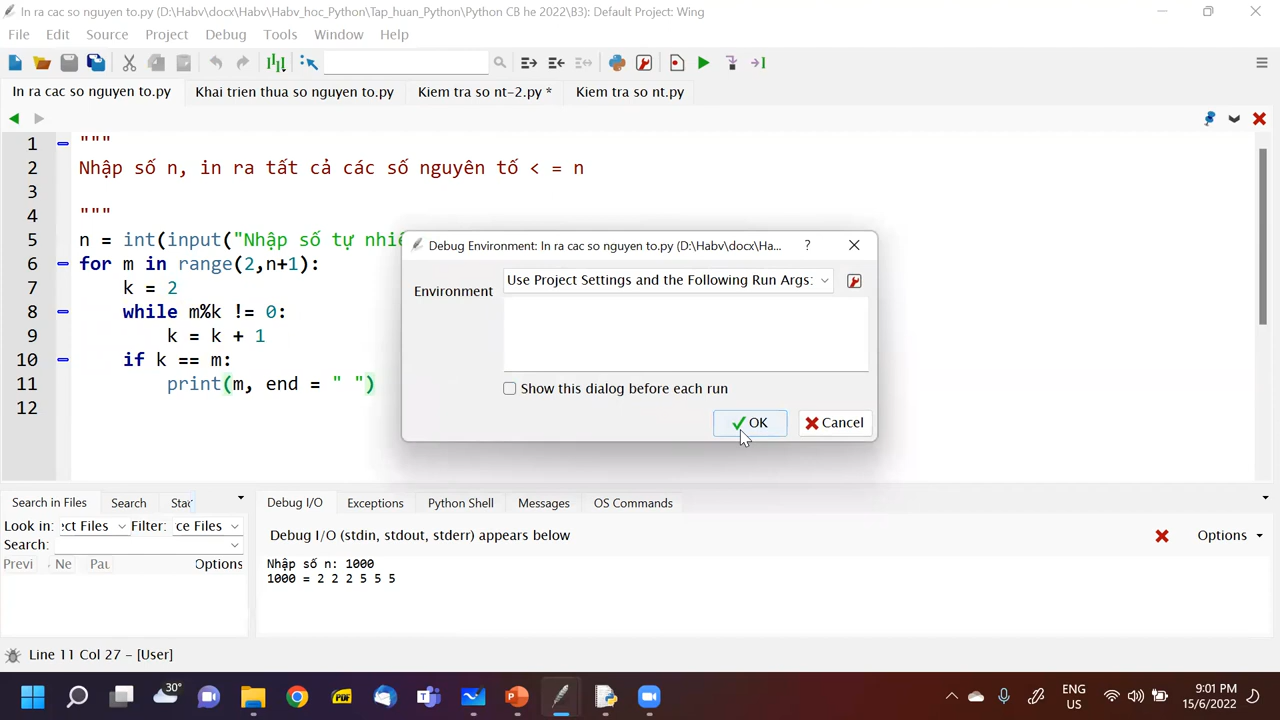 In ra cac so nguyen to.py (D:\Habv\docx\Habv\Habv_hoc_Python\Tap_huan_Python\Python CB he 2022\B3): Default Project: Wing
File Edit Source Project Debug Tools Window Help
In ra cac so nguyen to.py Khai trien thua so nguyen to.py Kiem tra so nt-2.py * Kiem tra so nt.py
1 """
2 Nhập số n, in ra tất cả các số nguyên tố < = n
3
4 """
5 n = int(input("Nhập số tự
6 for m in range(2,n+1):
7 k = 2
8 while m%k != 0:
9 k = k + 1
10 if k == m:
11 print(m, end = " ")
12
Debug Environment: In ra cac so nguyen to.py (D:\Habv\docx\Ha... ?
Environment Use Project Settings and the Following Run Args:
Show this dialog before each run
OK Cancel
Search in Files Search Stac Debug I/O Exceptions Python Shell Messages OS Commands
Look in: ect Files Filter: ce Files Debug I/O (stdin, stdout, stderr) appears below Options
Search:
Previ Ne Pau Options
Nhập số n: 1000
1000 = 2 2 2 5 5 5
Line 11 Col 27 – [User]
30° PDF ENG US 9:01 PM 15/6/2022